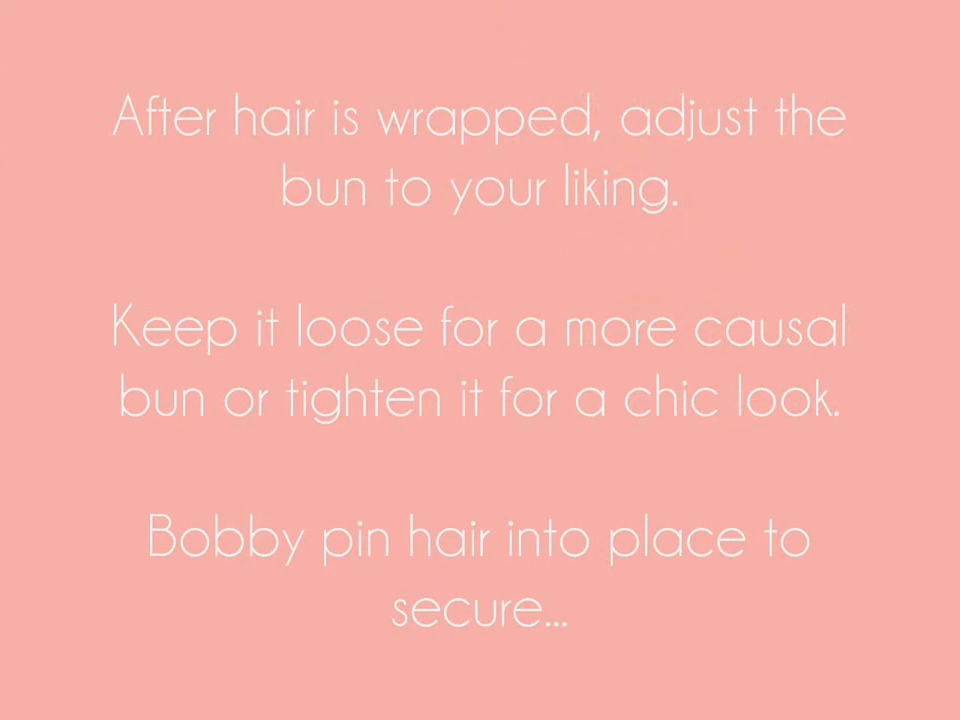 After hair is wrapped, adjust the
bun to your liking.
Keep it loose for a more causal
bun or tighten it for a chic look.
Bobby pin hair into place to
secure...